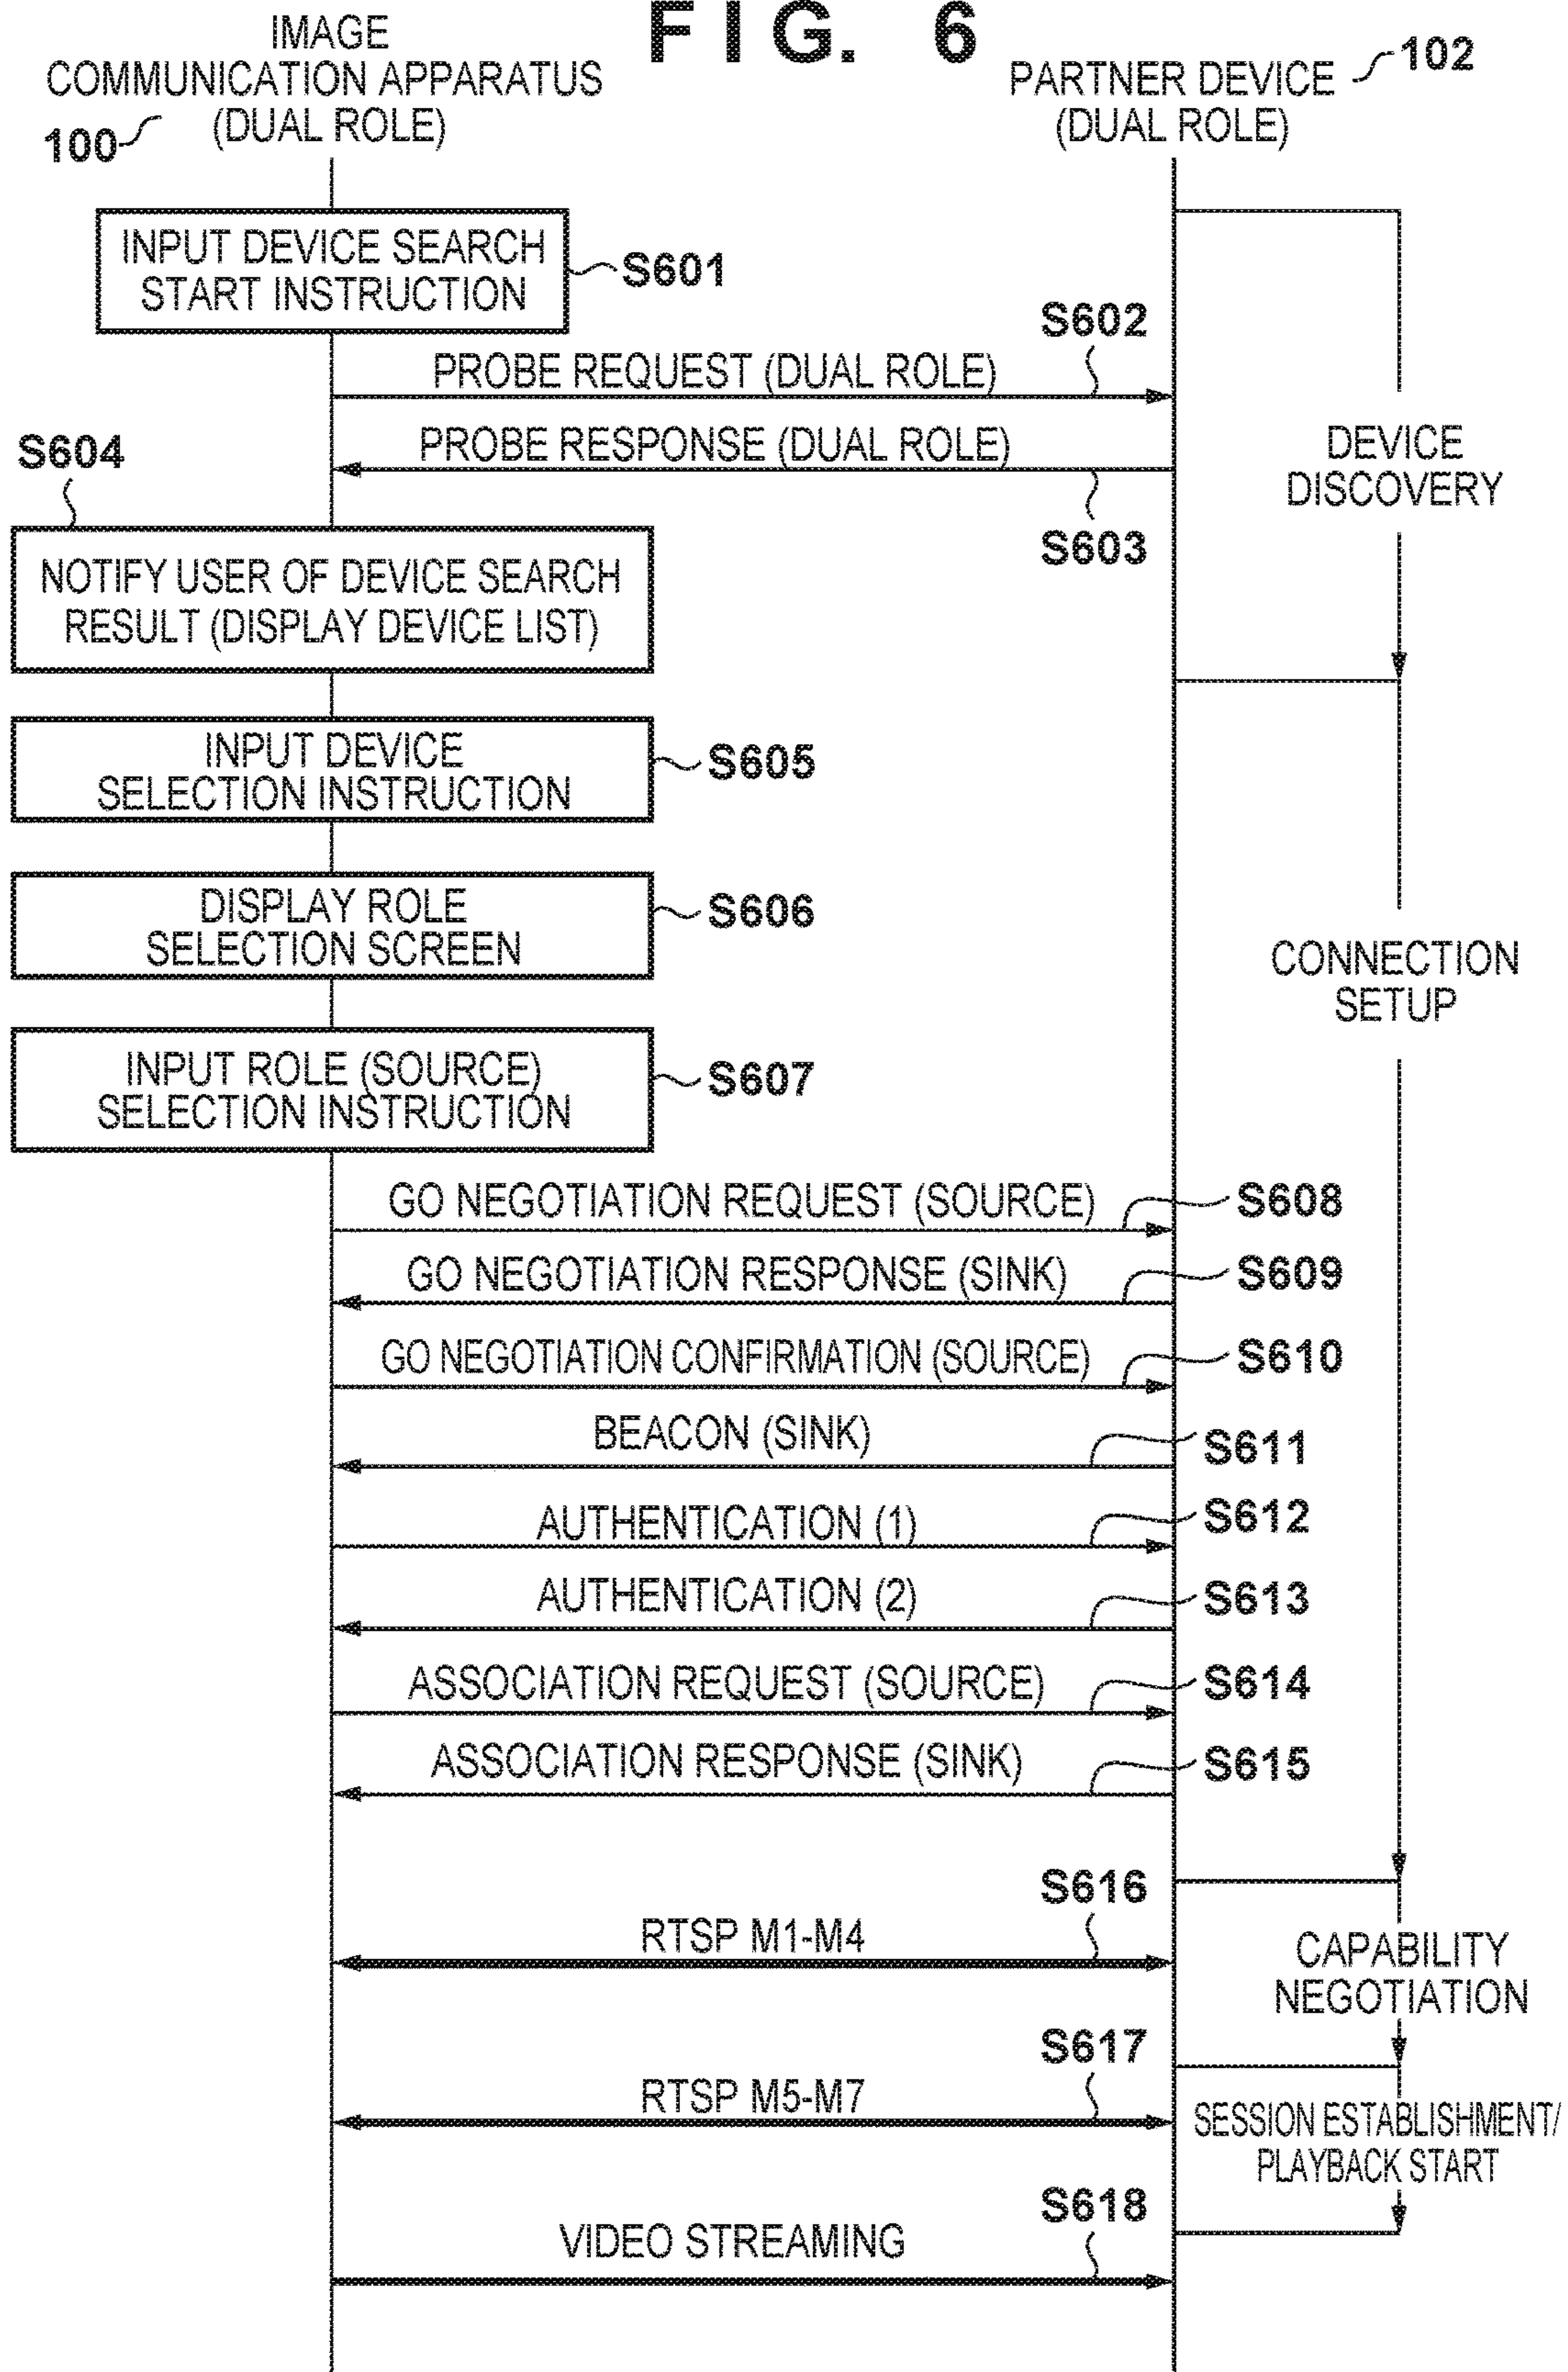 FIG. 6
IMAGE
COMMUNICATION APPARATUS
(DUAL ROLE)
100
PARTNER DEVICE
(DUAL ROLE)
102
INPUT DEVICE SEARCH
START INSTRUCTION
S601
S602
PROBE REQUEST (DUAL ROLE)
PROBE RESPONSE (DUAL ROLE)
S603
DEVICE
DISCOVERY
S604
NOTIFY USER OF DEVICE SEARCH
RESULT (DISPLAY DEVICE LIST)
INPUT DEVICE
SELECTION INSTRUCTION
S605
DISPLAY ROLE
SELECTION SCREEN
S606
CONNECTION
SETUP
INPUT ROLE (SOURCE)
SELECTION INSTRUCTION
S607
GO NEGOTIATION REQUEST (SOURCE)
S608
GO NEGOTIATION RESPONSE (SINK)
S609
GO NEGOTIATION CONFIRMATION (SOURCE)
S610
BEACON (SINK)
S611
AUTHENTICATION (1)
S612
AUTHENTICATION (2)
S613
ASSOCIATION REQUEST (SOURCE)
S614
ASSOCIATION RESPONSE (SINK)
S615
S616
RTSP M1-M4
CAPABILITY
NEGOTIATION
S617
RTSP M5-M7
SESSION ESTABLISHMENT/
PLAYBACK START
S618
VIDEO STREAMING